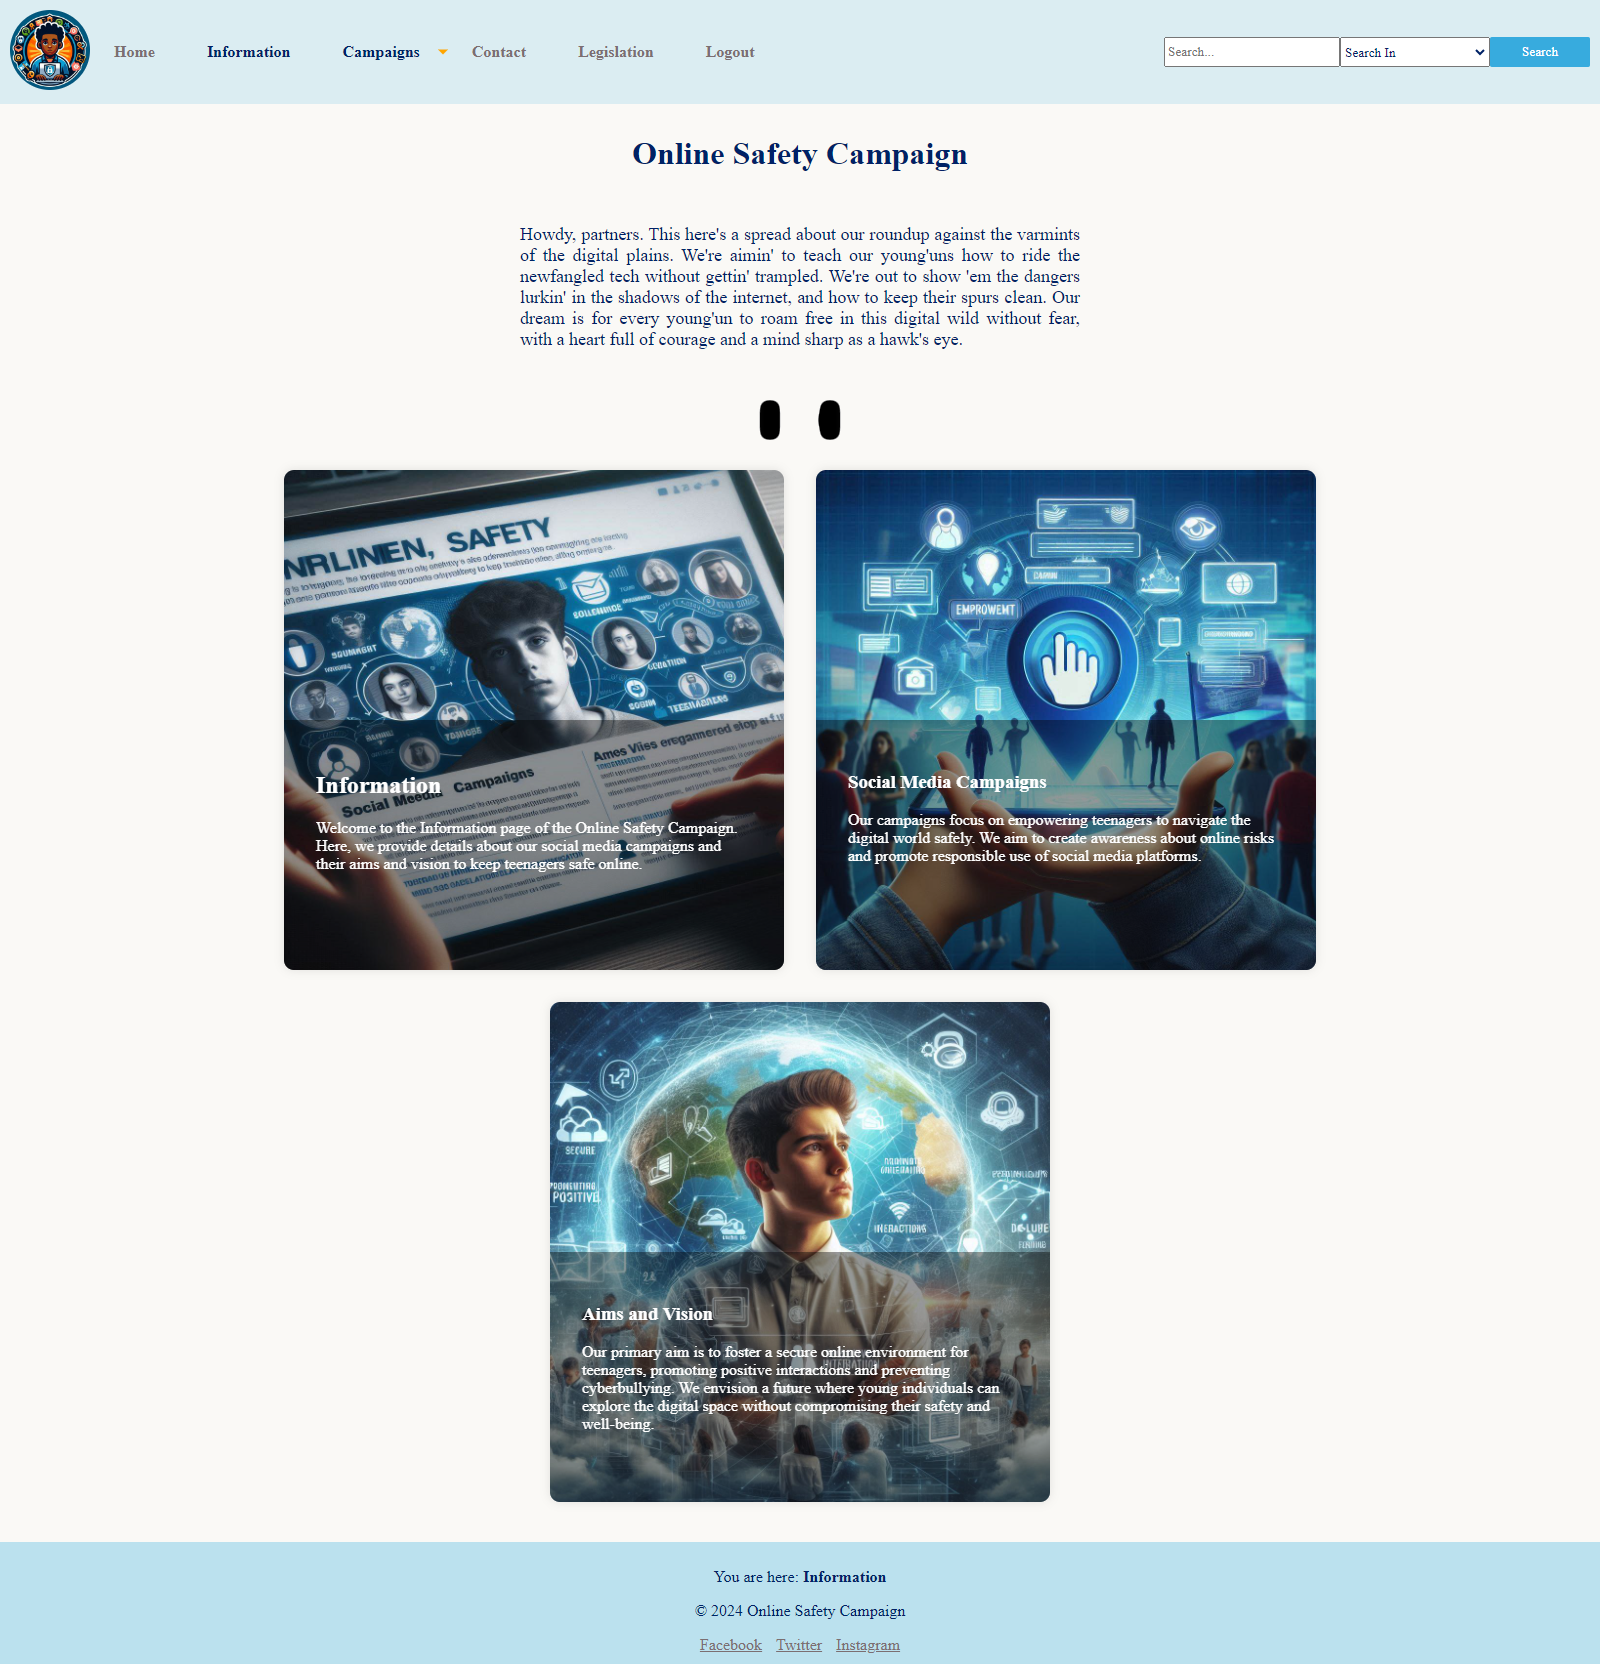 Home Information Campaigns Contact Legislation Logout Search... Search In Search
Online Safety Campaign
Howdy, partners. This here's a spread about our roundup against the varmints
of the digital plains. We're aimin' to teach our young'uns how to ride the
newfangled tech without gettin' trampled. We're out to show 'em the dangers
lurkin' in the shadows of the internet, and how to keep their spurs clean. Our
dream is for every young'un to roam free in this digital wild without fear,
with a heart full of courage and a mind sharp as a hawk's eye.
NRLINEN, SAFETY
Ames Vliss
Social Campaigns
Information
Welcome to the Information page of the Online Safety Campaign.
Here, we provide details about our social media campaigns and
their aims and vision to keep teenagers safe online.
EMPROWEMT
Social Media Campaigns
Our campaigns focus on empowering teenagers to navigate the
digital world safely. We aim to create awareness about online risks
and promote responsible use of social media platforms.
SECURE
POSITIVE
Aims and Vision
Our primary aim is to foster a secure online environment for
teenagers, promoting positive interactions and preventing
cyberbullying. We envision a future where young individuals can
explore the digital space without compromising their safety and
well-being.
You are here: Information
© 2024 Online Safety Campaign
Facebook Twitter Instagram